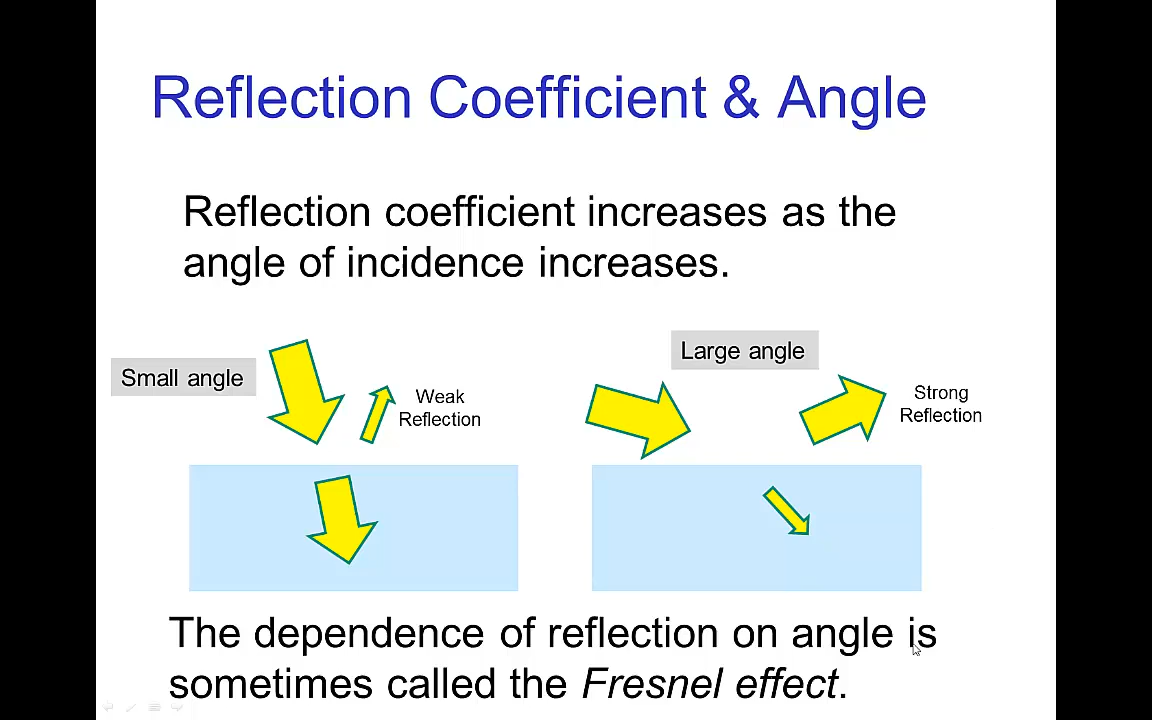 Reflection Coefficient & Angle
Reflection coefficient increases as the
angle of incidence increases.
Small angle
Weak
Reflection
Large angle
Strong
Reflection
The dependence of reflection on angle is
sometimes called the Fresnel effect.